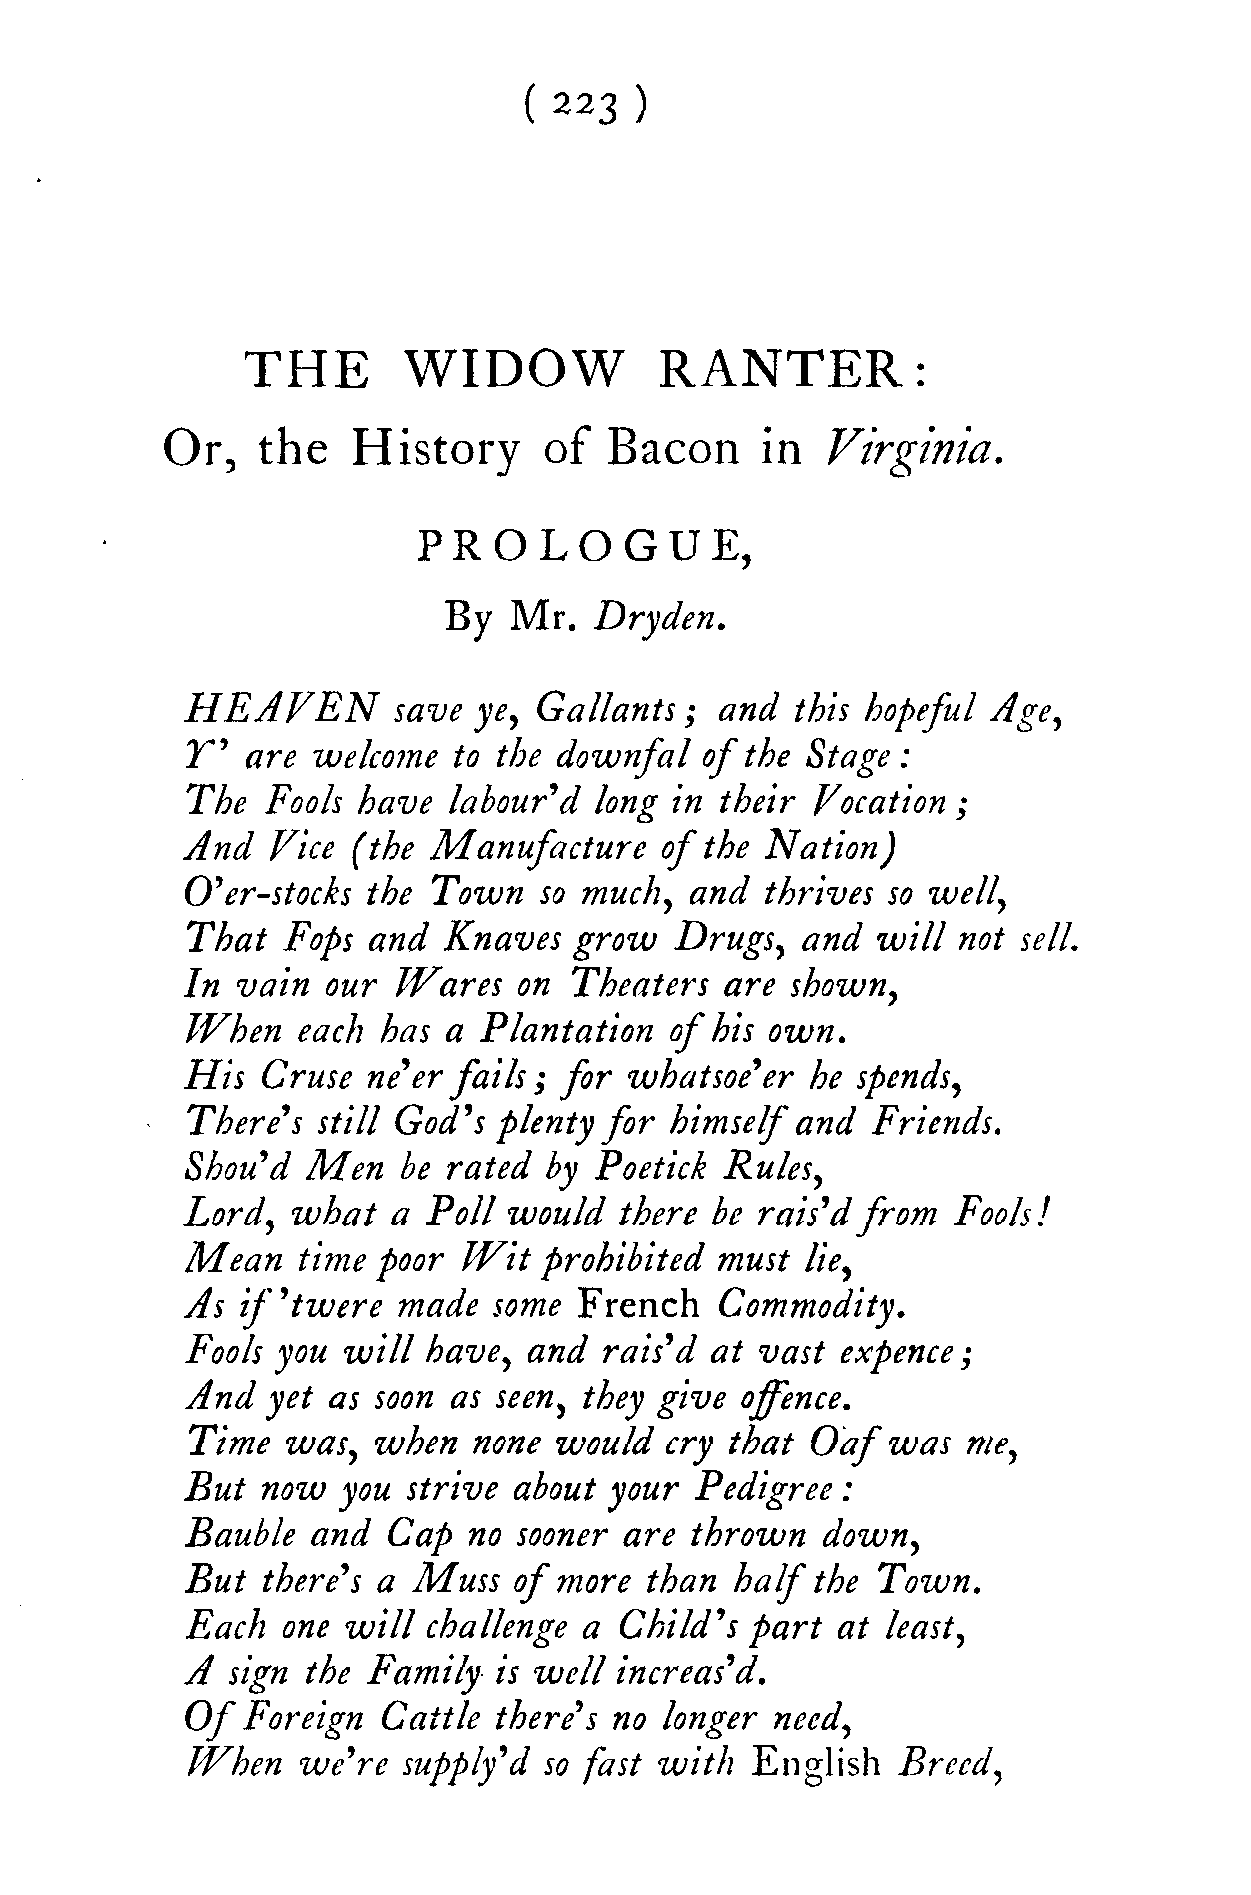 ( 223 )
THE WIDOW RANTER:
Or, the History of Bacon in Virginia.
PROLOGUE,
By Mr. Dryden.
HEAVEN save ye, Gallants; and this hopeful Age,
Y' are welcome to the downfal of the Stage:
The Fools have labour'd long in their Vocation;
And Vice (the Manufacture of the Nation)
O'er-stocks the Town so much, and thrives so well,
That Fops and Knaves grow Drugs, and will not sell.
In vain our Wares on Theaters are shown,
When each has a Plantation of his own.
His Cruse ne'er fails; for whatsoe'er he spends,
There's still God's plenty for himself and Friends.
Shou'd Men be rated by Poetick Rules,
Lord, what a Poll would there be rais'd from Fools!
Mean time poor Wit prohibited must lie,
As if 'twere made some French Commodity.
Fools you will have, and rais'd at vast expence;
And yet as soon as seen, they give offence.
Time was, when none would cry that Oaf was me,
But now you strive about your Pedigree:
Bauble and Cap no sooner are thrown down,
But there's a Muss of more than half the Town.
Each one will challenge a Child's part at least,
A sign the Family is well increas'd.
Of Foreign Cattle there's no longer need,
When we're supply'd so fast with English Breed,